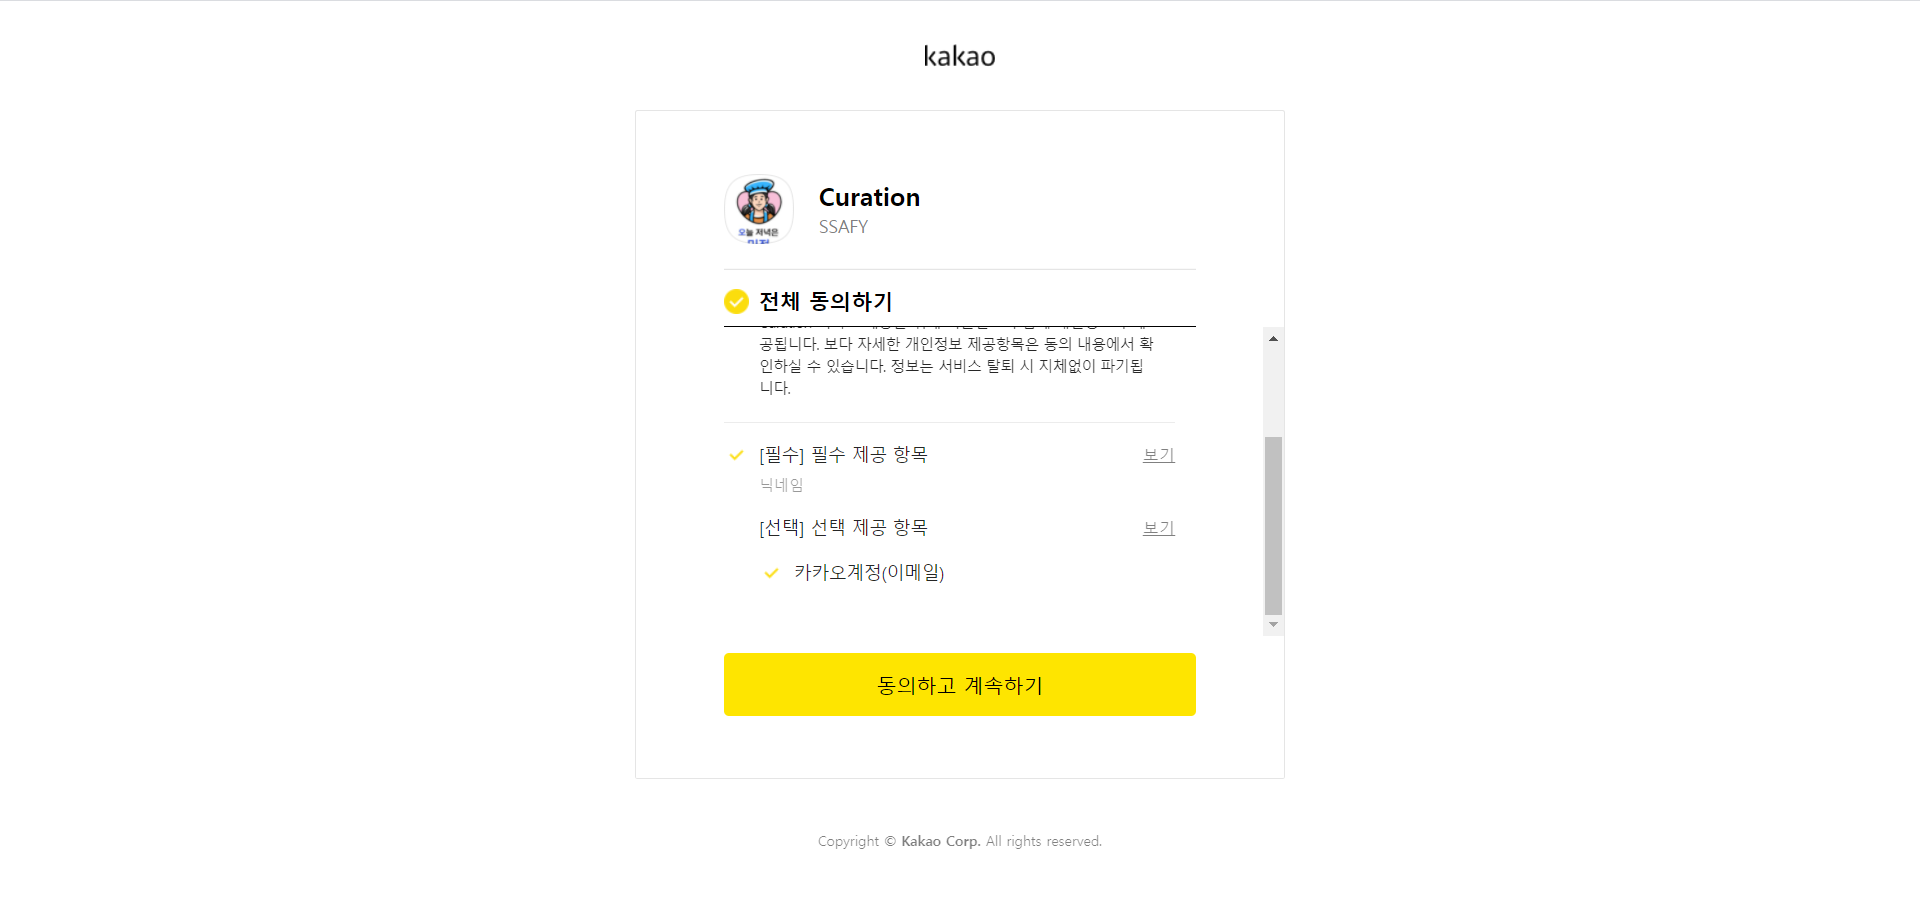 kakao
Curation
SSAFY
오늘 저녁은
전체 동의하기
공됩니다. 보다 자세한 개인정보 제공항목은 동의 내용에서 확
인하실 수 있습니다. 정보는 서비스 탈퇴 시 지체없이 파기됩
니다.
[필수] 필수 제공 항목 보기
닉네임
[선택] 선택 제공 항목 보기
카카오계정(이메일)
동의하고 계속하기
Copyright © Kakao Corp. All rights reserved.